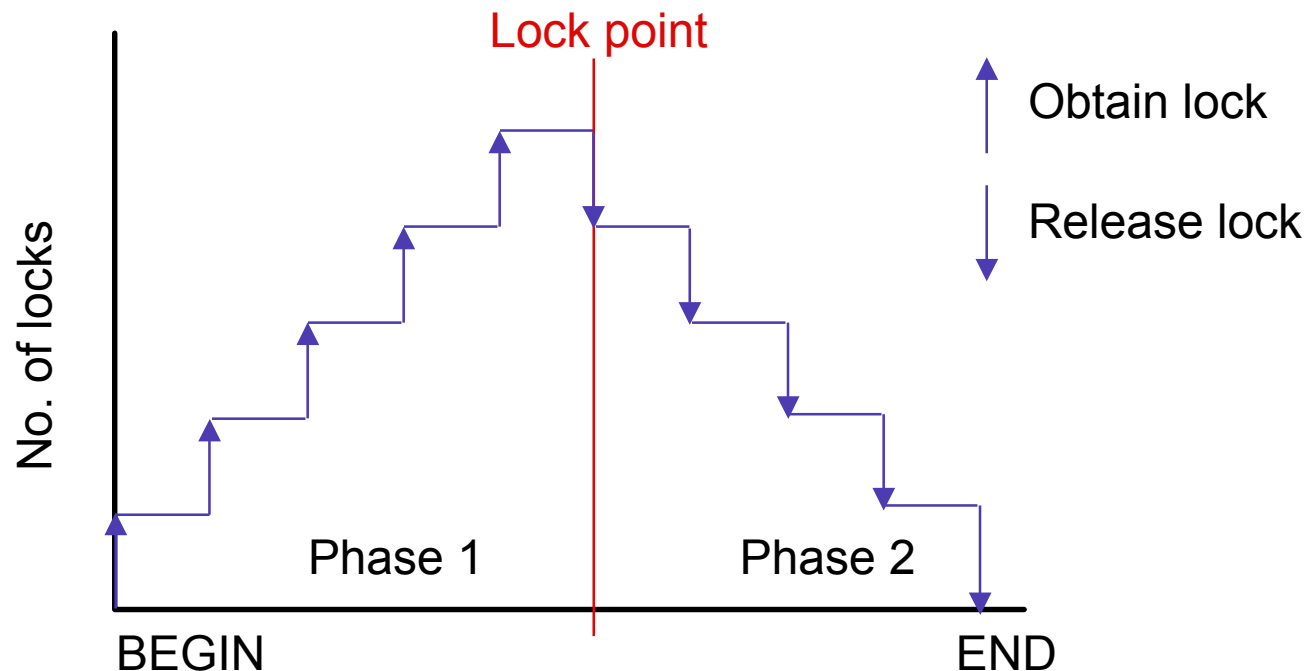 Lock point
Obtain lock
Release lock
No. of locks
Phase 1
Phase 2
BEGIN
END